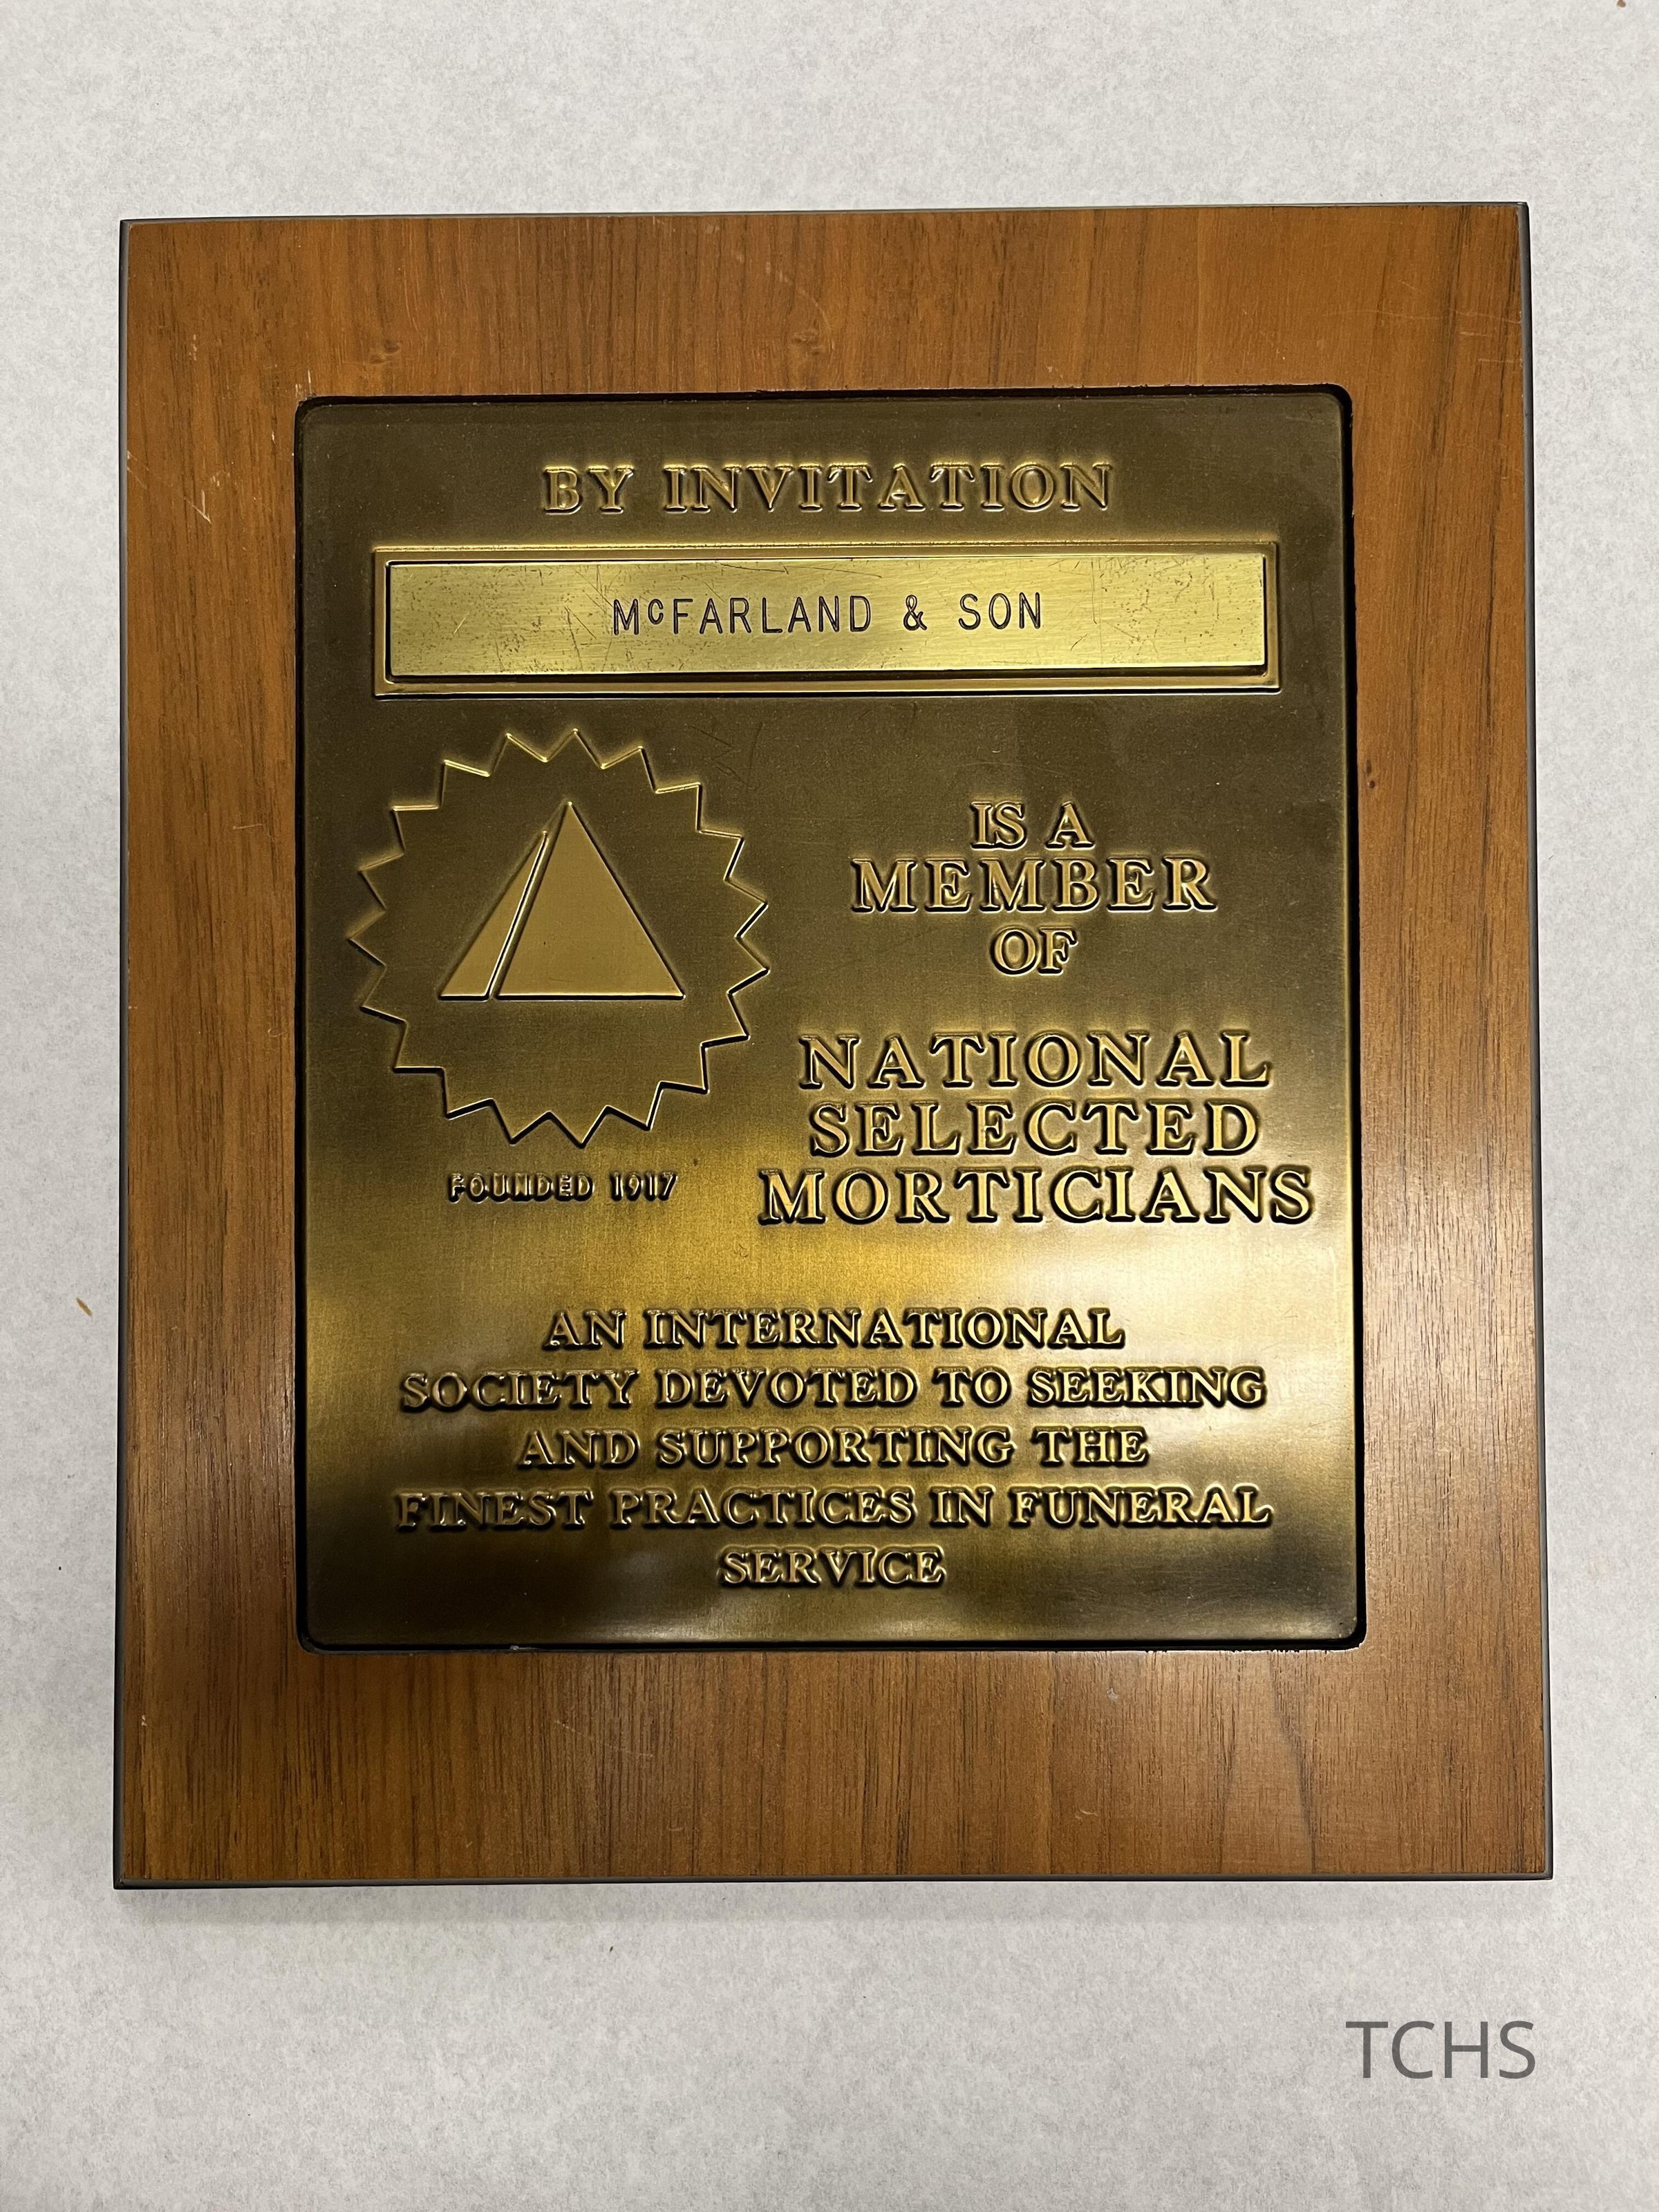 BY INVITATION
McFARLAND & SON
IS A
MEMBER
OF
NATIONAL
SELECTED
MORTICIANS
FOUNDED 1917
AN INTERNATIONAL
SOCIETY DEVOTED TO SEEKING
AND SUPPORTING THE
FINEST PRACTICES IN FUNERAL
SERVICE
TCHS